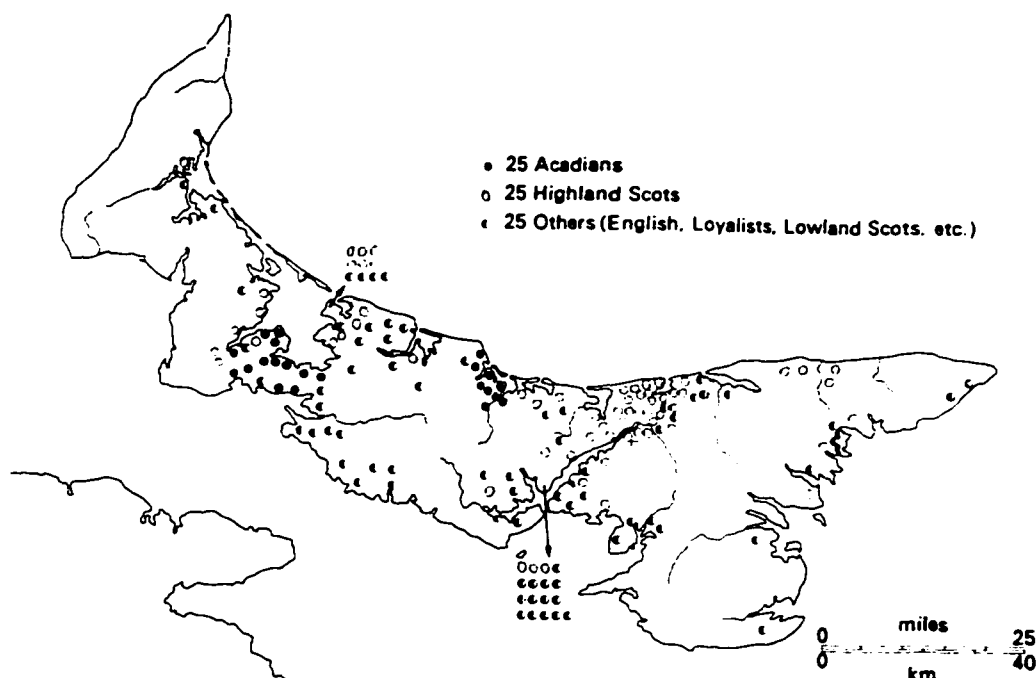 25 Acadians
25 Highland Scots
25 Others (English, Loyalists, Lowland Scots. etc.)
0 miles 25
0 km 40